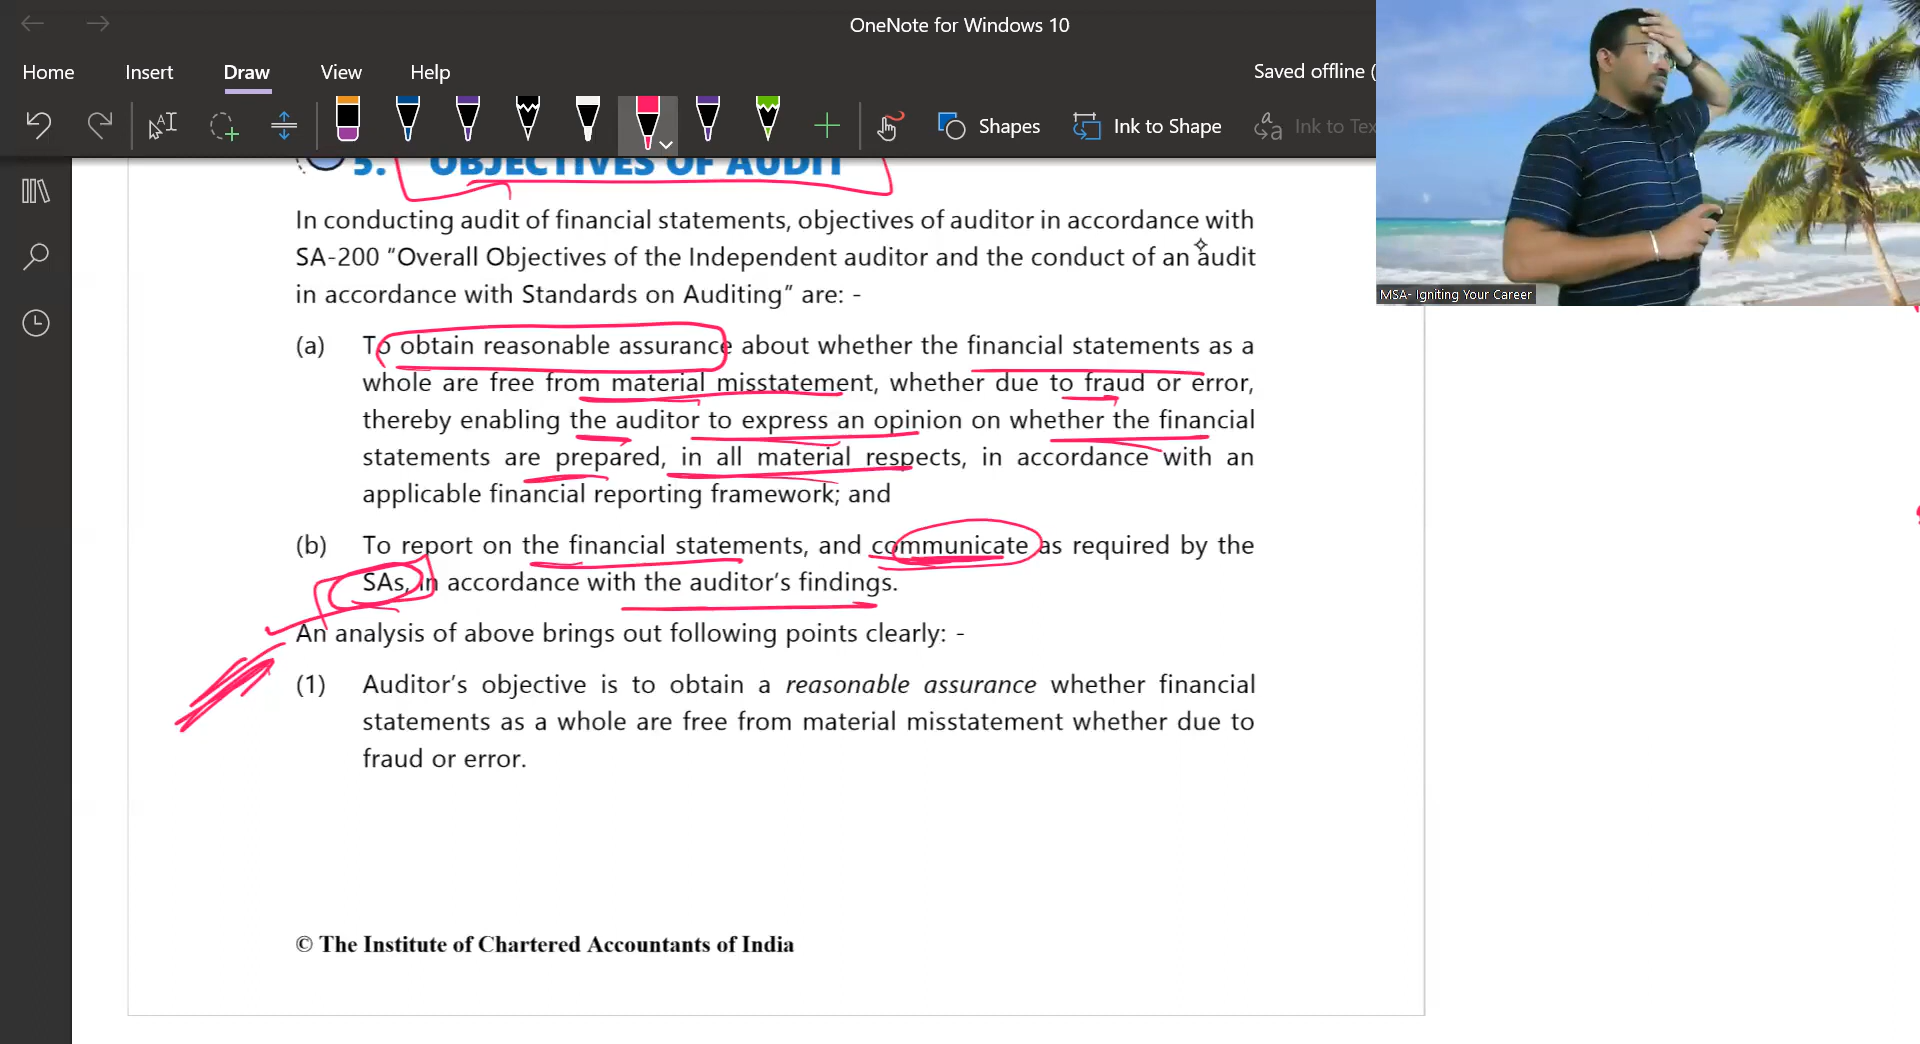 OneNote for Windows 10
Home Insert Draw View Help
Saved offline (
Shapes
Ink to Shape
Ink to Tex
5. OBJECTIVES OF AUDIT
In conducting audit of financial statements, objectives of auditor in accordance with
SA-200 “Overall Objectives of the Independent auditor and the conduct of an audit
in accordance with Standards on Auditing” are: -
(a) To obtain reasonable assurance about whether the financial statements as a
whole are free from material misstatement, whether due to fraud or error,
thereby enabling the auditor to express an opinion on whether the financial
statements are prepared, in all material respects, in accordance with an
applicable financial reporting framework; and
(b) To report on the financial statements, and communicate as required by the
SAs, in accordance with the auditor’s findings.
An analysis of above brings out following points clearly: -
(1) Auditor’s objective is to obtain a reasonable assurance whether financial
statements as a whole are free from material misstatement whether due to
fraud or error.
© The Institute of Chartered Accountants of India
MSA- Igniting Your Career